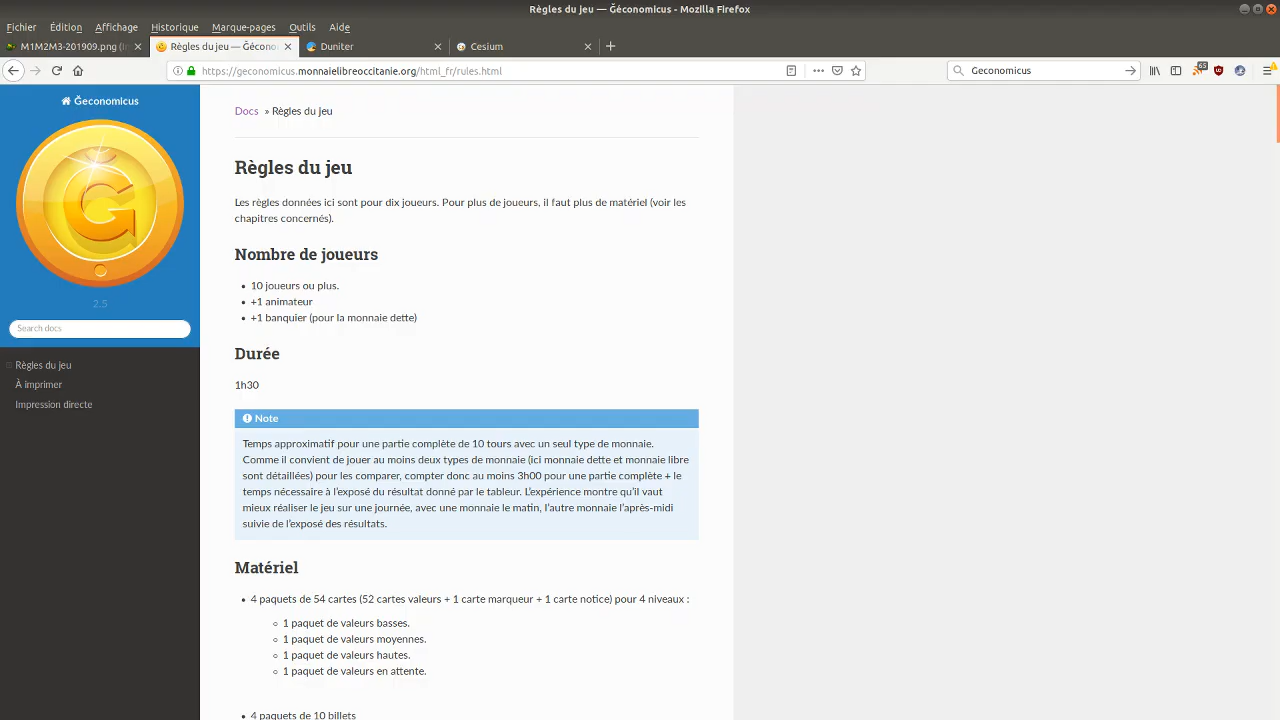 Règles du jeu — Ğéconomicus - Mozilla Firefox
Fichier Édition Affichage Historique Marque-pages Outils Aide
M1M2M3-201909.png (I
Règles du jeu — Ğécono
Duniter
Cesium
https://geconomicus.monnaielibreoccitanie.org/html_fr/rules.html
Geconomicus
65
Ğeconomicus
2.5
Search docs
Règles du jeu
À imprimer
Impression directe
Docs » Règles du jeu
Règles du jeu
Les règles données ici sont pour dix joueurs. Pour plus de joueurs, il faut plus de matériel (voir les
chapitres concernés).
Nombre de joueurs
• 10 joueurs ou plus.
• +1 animateur
• +1 banquier (pour la monnaie dette)
Durée
1h30
Note
Temps approximatif pour une partie complète de 10 tours avec un seul type de monnaie.
Comme il convient de jouer au moins deux types de monnaie (ici monnaie dette et monnaie libre
sont détaillées) pour les comparer, compter donc au moins 3h00 pour une partie complète + le
temps nécessaire à l’exposé du résultat donné par le tableur. L’expérience montre qu’il vaut
mieux réaliser le jeu sur une journée, avec une monnaie le matin, l’autre monnaie l’après-midi
suivie de l’exposé des résultats.
Matériel
• 4 paquets de 54 cartes (52 cartes valeurs + 1 carte marqueur + 1 carte notice) pour 4 niveaux :
◦ 1 paquet de valeurs basses.
◦ 1 paquet de valeurs moyennes.
◦ 1 paquet de valeurs hautes.
◦ 1 paquet de valeurs en attente.
• 4 paquets de 10 billets